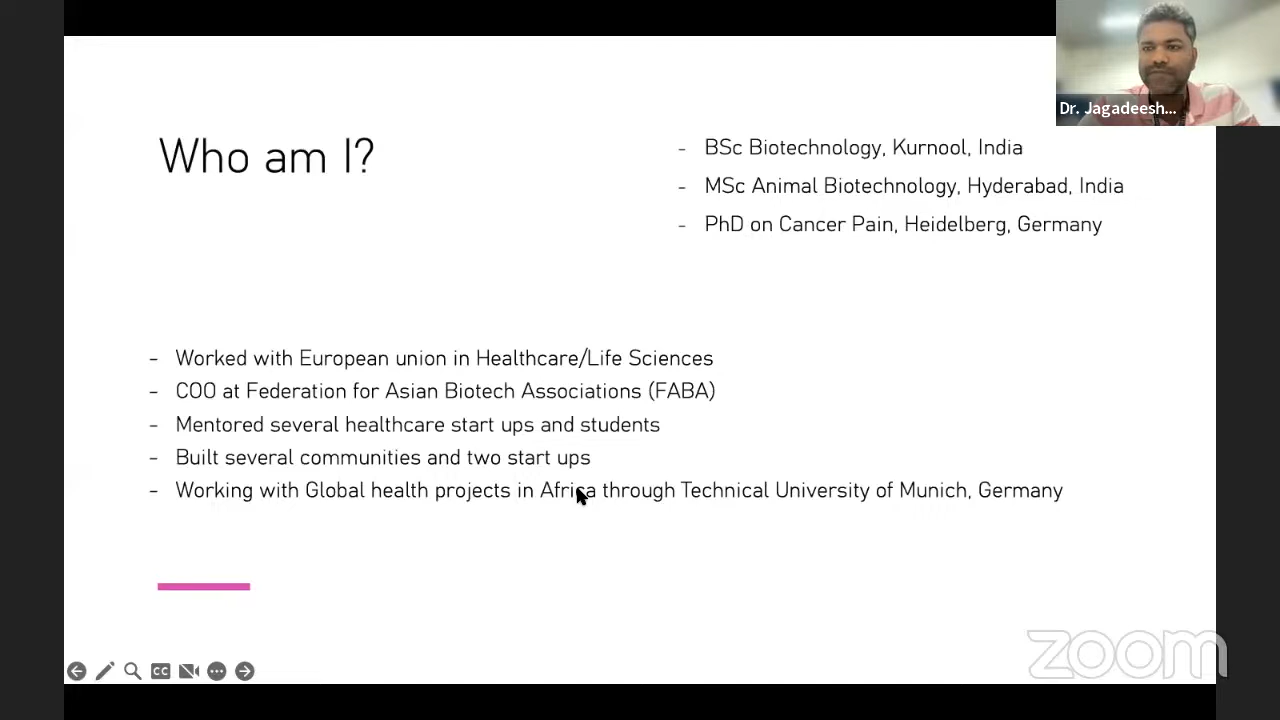 Dr. Jagadeesh...
Who am I?
- BSc Biotechnology, Kurnool, India
- MSc Animal Biotechnology, Hyderabad, India
- PhD on Cancer Pain, Heidelberg, Germany
- Worked with European union in Healthcare/Life Sciences
- COO at Federation for Asian Biotech Associations (FABA)
- Mentored several healthcare start ups and students
- Built several communities and two start ups
- Working with Global health projects in Africa through Technical University of Munich, Germany
CC
zoom